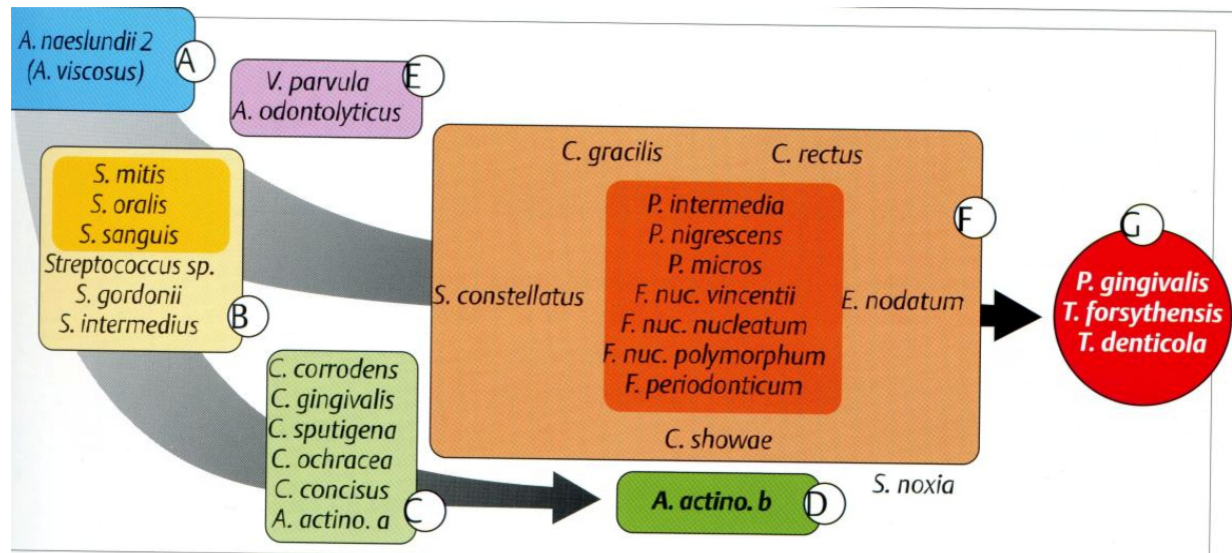 A. naeslundii 2
(A. viscosus)
A
V. parvula
A. odontolyticus
E
S. mitis
S. oralis
S. sanguis
Streptococcus sp.
S. gordonii
S. intermedius
B
C. corrodens
C. gingivalis
C. sputigena
C. ochracea
C. concisus
A. actino. a
C
C. gracilis
C. rectus
P. intermedia
P. nigrescens
P. micros
F. nuc. vincentii
F. nuc. nucleatum
F. nuc. polymorphum
F. periodonticum
S. constellatus
E. nodatum
C. showae
F
S. noxia
A. actino. b
D
G
P. gingivalis
T. forsythensis
T. denticola